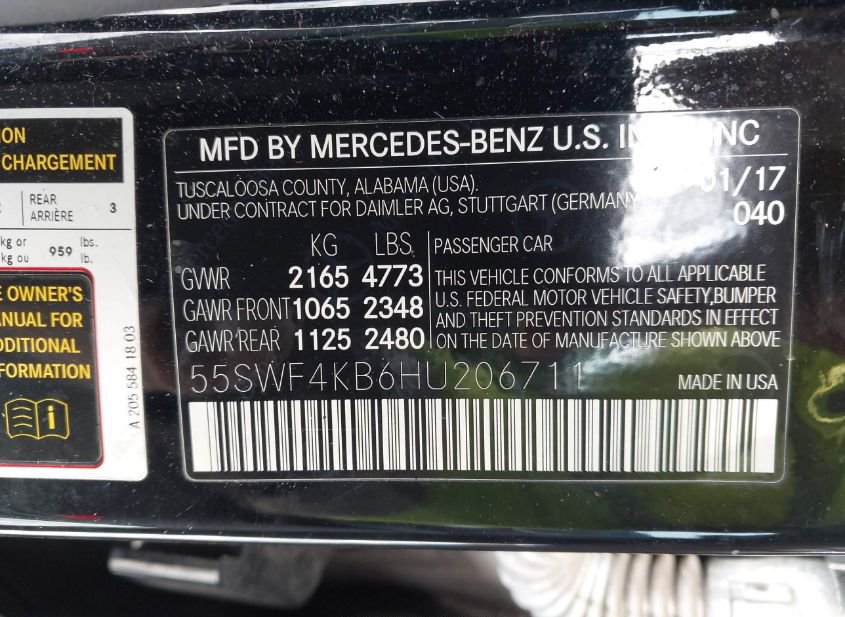 ION
CHARGEMENT
REAR
ARRIÈRE
3
kg or
kg ou
959
lbs.
lb.
E OWNER'S
ANUAL FOR
DDITIONAL
FORMATION
A 205 584 18 03
MFD BY MERCEDES-BENZ U.S. INC
TUSCALOOSA COUNTY, ALABAMA (USA).
01/17
UNDER CONTRACT FOR DAIMLER AG, STUTTGART (GERMANY
040
KG LBS
PASSENGER CAR
GVWR 2165 4773
GAWR FRONT 1065 2348
GAWR REAR 1125 2480
THIS VEHICLE CONFORMS TO ALL APPLICABLE
U.S. FEDERAL MOTOR VEHICLE SAFETY,BUMPER
AND THEFT PREVENTION STANDARDS IN EFFECT
ON THE DATE OF MANUFACTURE SHOWN ABOVE
55SWF4KB6HU206711
MADE IN USA